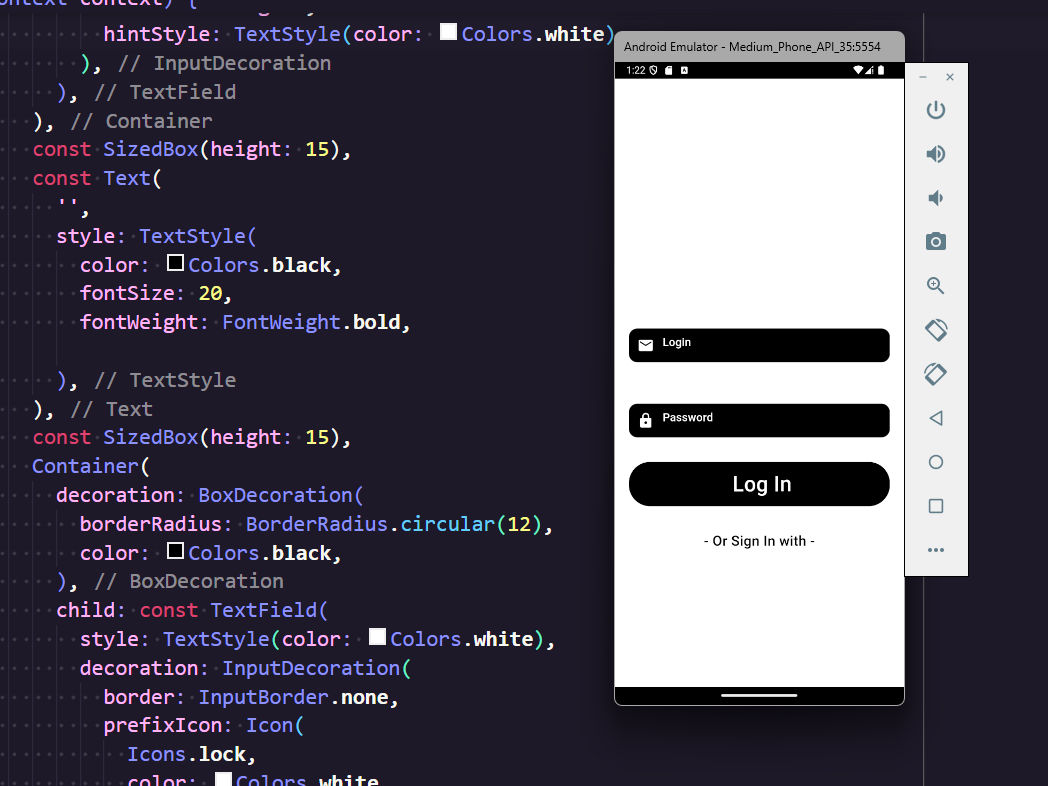 context) {
hintStyle: TextStyle(color: Colors.white)
), // InputDecoration
), // TextField
), // Container
const SizedBox(height: 15),
const Text(
'',
style: TextStyle(
color: Colors.black,
fontSize: 20,
fontWeight: FontWeight.bold,
), // TextStyle
), // Text
const SizedBox(height: 15),
Container(
decoration: BoxDecoration(
borderRadius: BorderRadius.circular(12),
color: Colors.black,
), // BoxDecoration
child: const TextField(
style: TextStyle(color: Colors.white),
decoration: InputDecoration(
border: InputBorder.none,
prefixIcon: Icon(
Icons.lock,
color: Colors.white
Android Emulator - Medium_Phone_API_35:5554
1:22
Login
Password
Log In
- Or Sign In with -